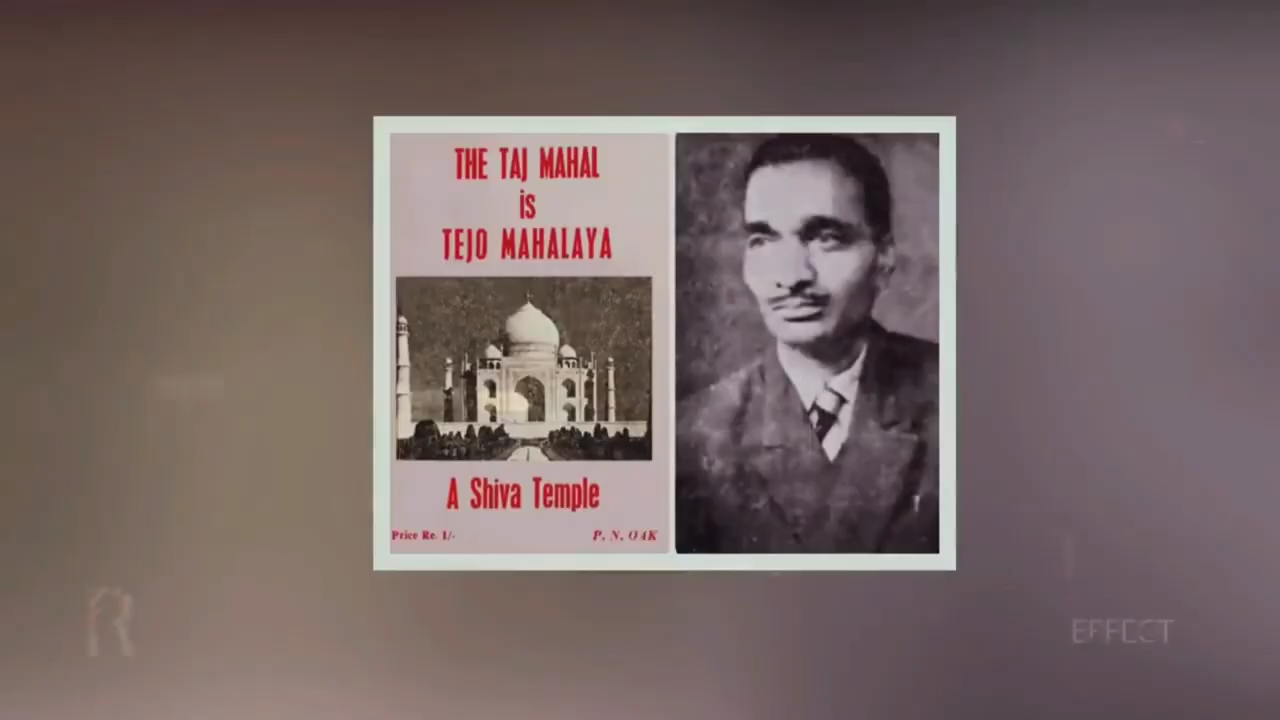 THE TAJ MAHAL
is
TEJO MAHALAYA
A Shiva Temple
Price Re. 1/-
P. N. OAK
R
EFFECT